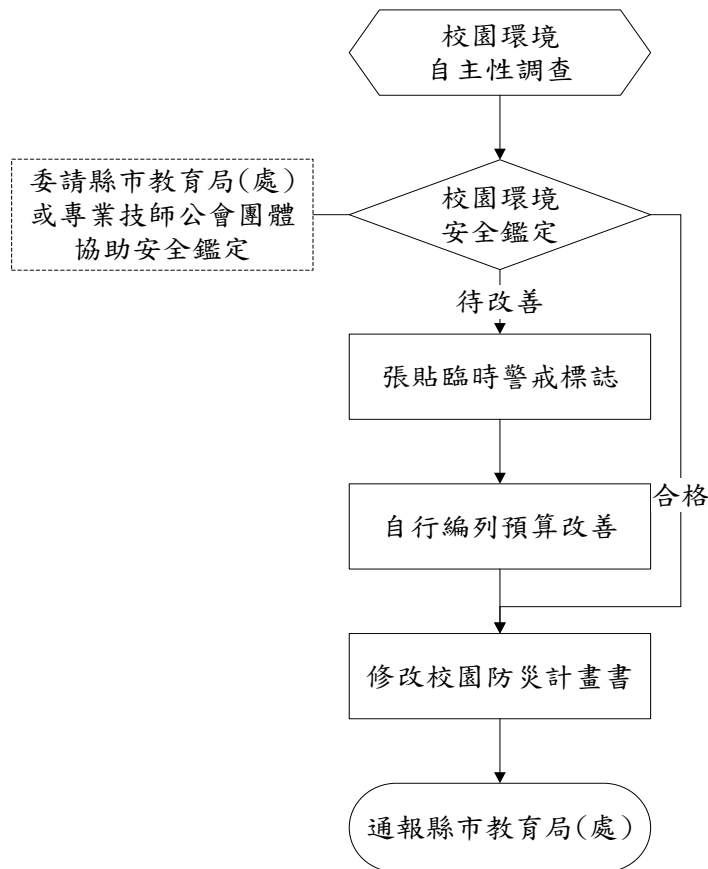 校園環境
自主性調查
委請縣市教育局(處)
或專業技師公會團體
協助安全鑑定
校園環境
安全鑑定
待改善
張貼臨時警戒標誌
合格
自行編列預算改善
修改校園防災計畫書
通報縣市教育局(處)